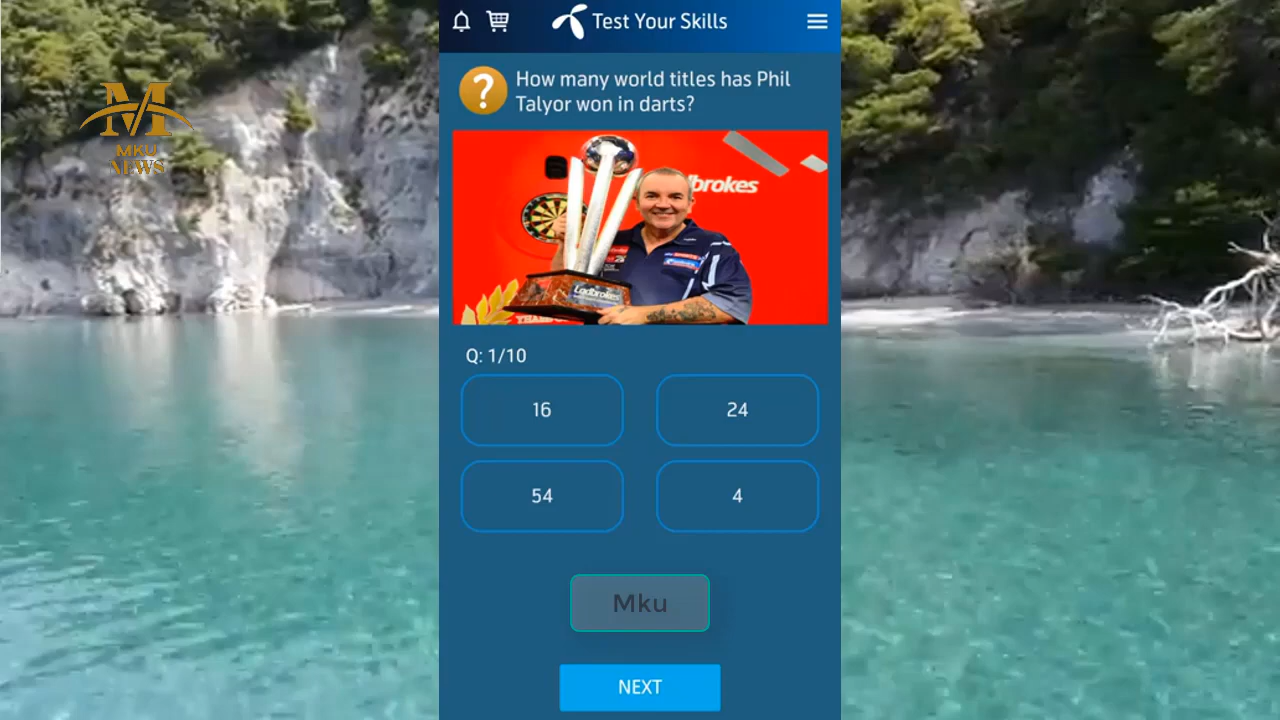 Test Your Skills
?
How many world titles has Phil
Talyor won in darts?
MKU
NEWS
Ladbrokes
Q: 1/10
16
24
54
4
Mku
NEXT